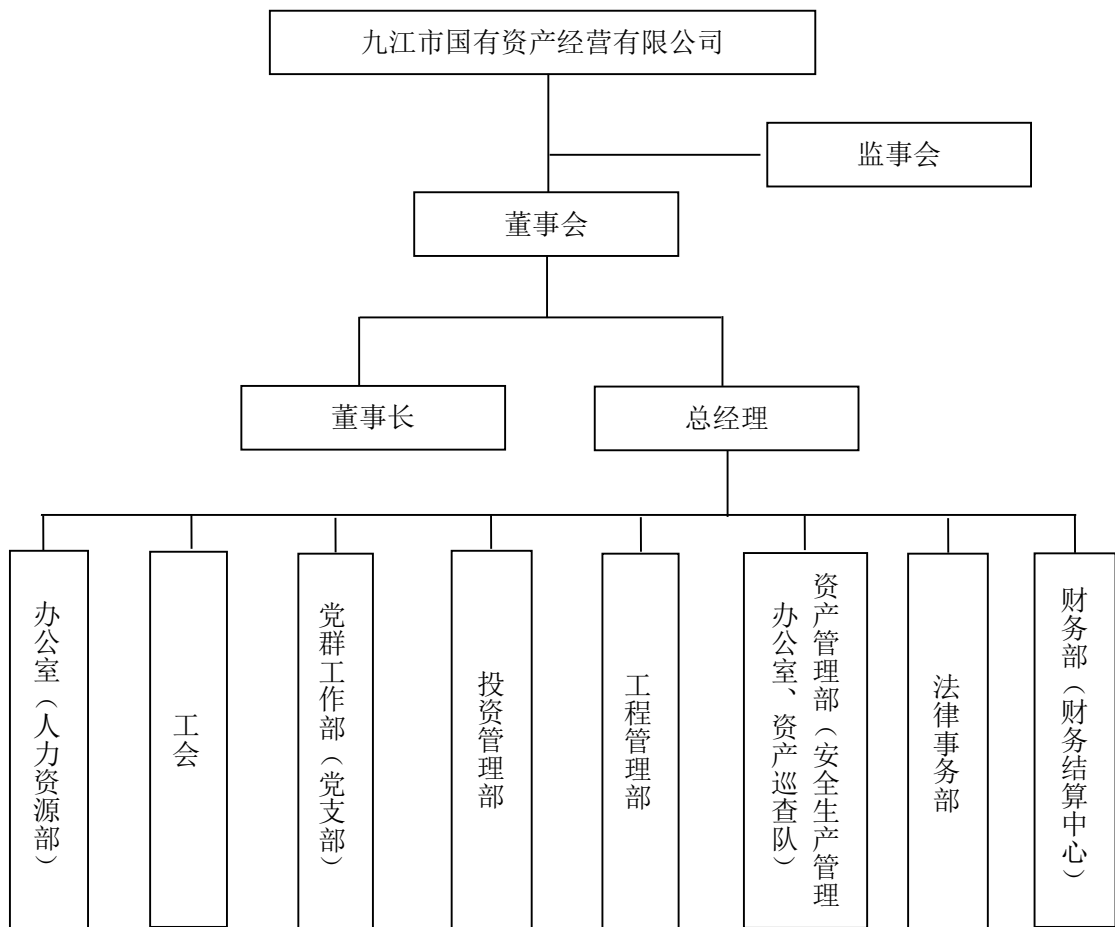 九江市国有资产经营有限公司
监事会
董事会
董事长
总经理
办公室（人力资源部）
工会
党群工作部（党支部）
投资管理部
工程管理部
资产管理部（安全生产管理
办公室、资产巡查队）
法律事务部
财务部（财务结算中心）